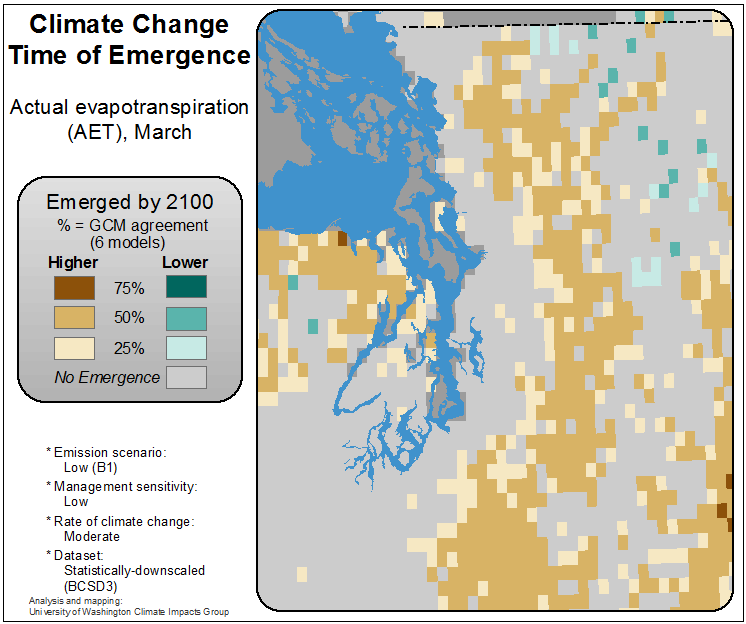 Climate Change
Time of Emergence
Actual evapotranspiration
(AET), March
Emerged by 2100
% = GCM agreement
(6 models)
Higher Lower
75%
50%
25%
No Emergence
* Emission scenario:
Low (B1)
* Management sensitivity:
Low
* Rate of climate change:
Moderate
* Dataset:
Statistically-downscaled
(BCSD3)
Analysis and mapping:
University of Washington Climate Impacts Group